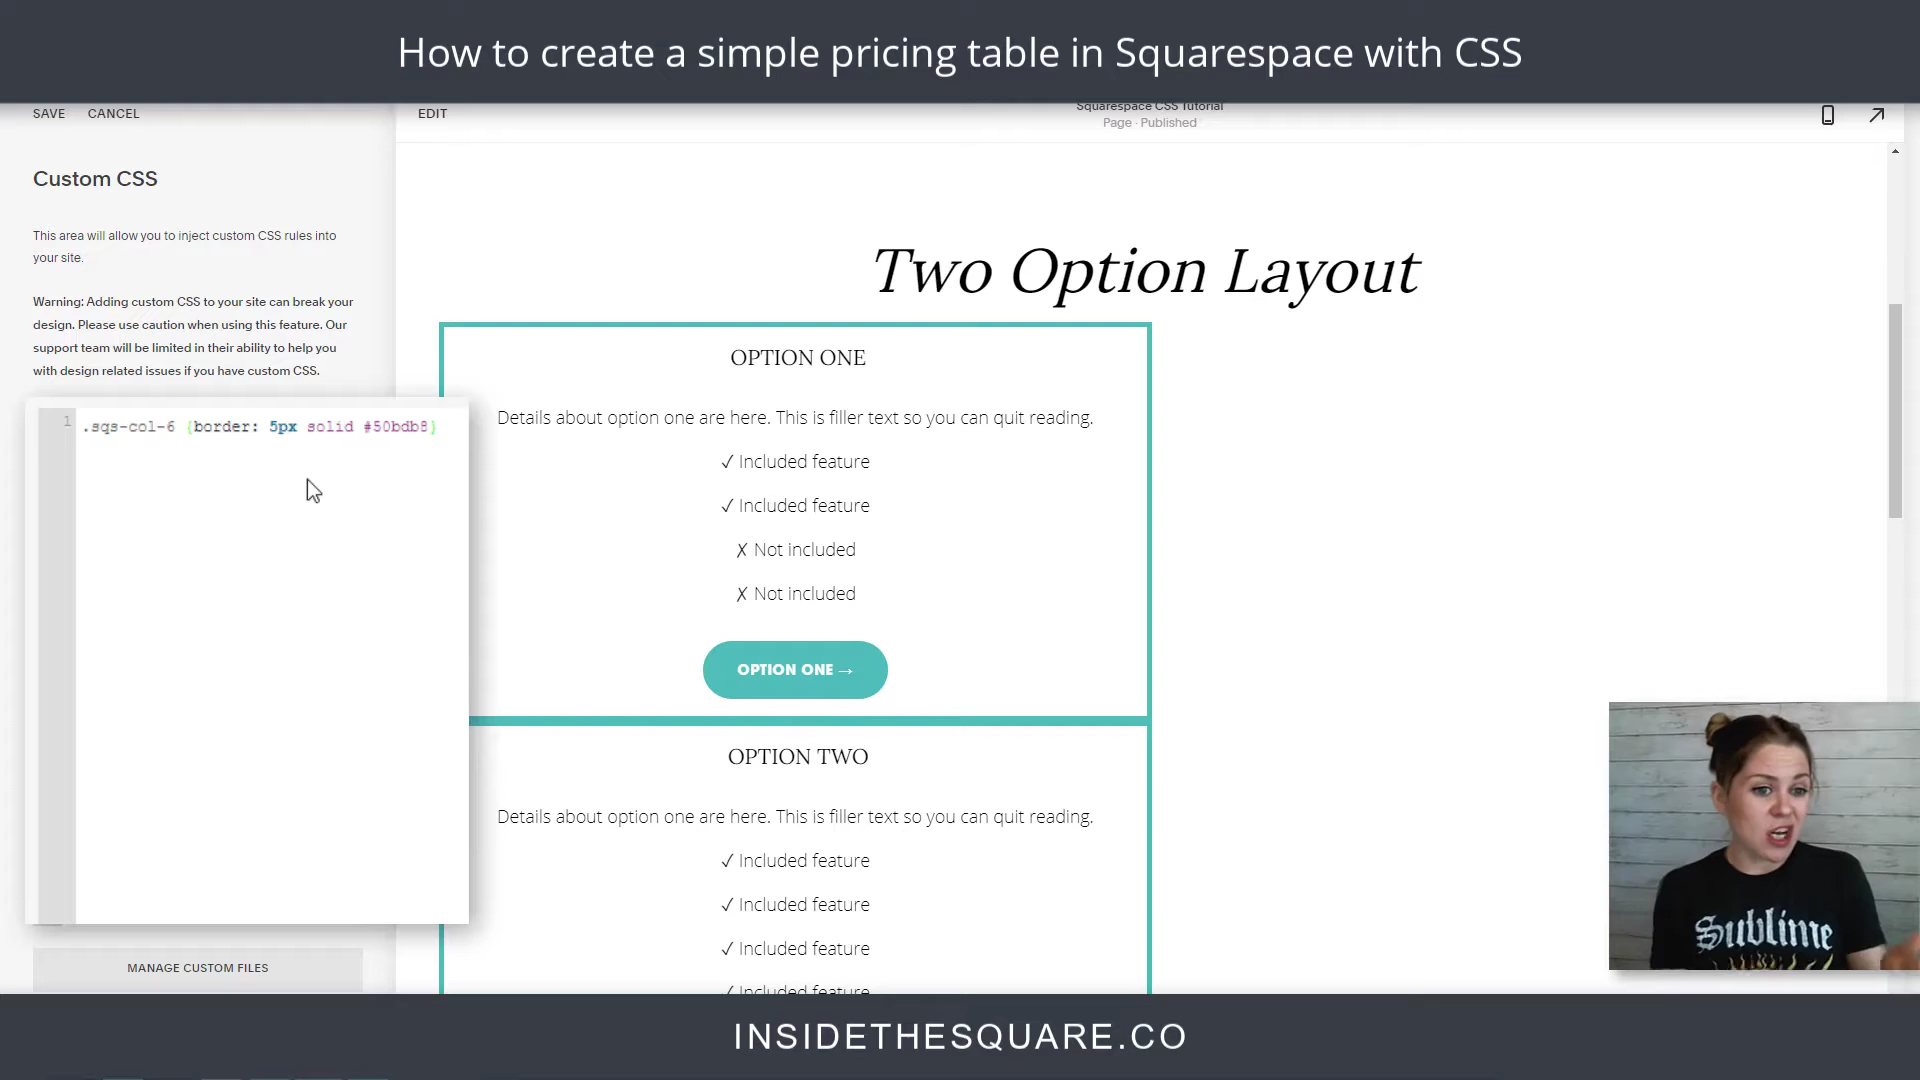 How to create a simple pricing table in Squarespace with CSS
SAVE CANCEL
EDIT
Squarespace CSS Tutorial
Page · Published
Custom CSS
This area will allow you to inject custom CSS rules into
your site.
Warning: Adding custom CSS to your site can break your
design. Please use caution when using this feature. Our
support team will be limited in their ability to help you
with design related issues if you have custom CSS.
1 .sqs-col-6 {border: 5px solid #50bdb8}
MANAGE CUSTOM FILES
Two Option Layout
OPTION ONE
Details about option one are here. This is filler text so you can quit reading.
✓ Included feature
✓ Included feature
✗ Not included
✗ Not included
OPTION ONE →
OPTION TWO
Details about option one are here. This is filler text so you can quit reading.
✓ Included feature
✓ Included feature
✓ Included feature
✓ Included feature
Sublime
INSIDETHESQUARE.CO